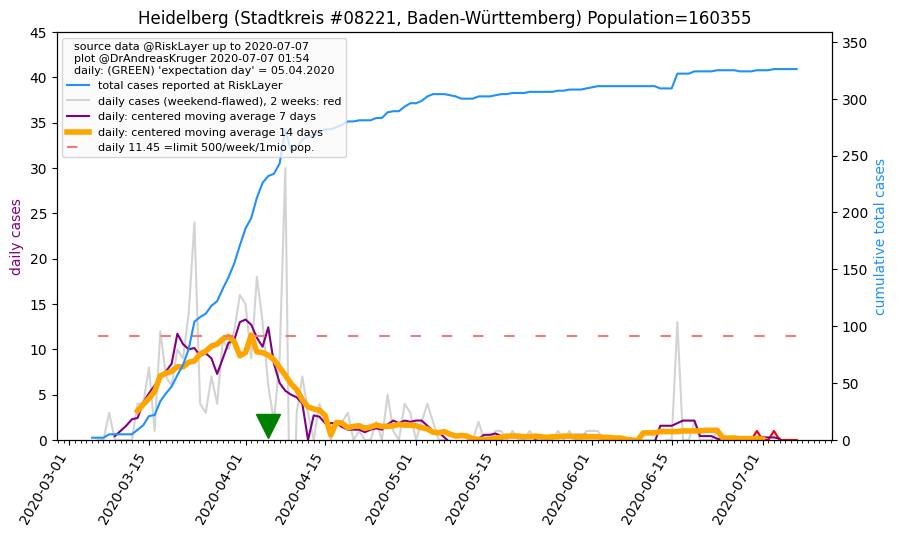 Heidelberg (Stadtkreis #08221, Baden-Württemberg) Population=160355
source data @RiskLayer up to 2020-07-07
plot @DrAndreasKruger 2020-07-07 01:54
daily: (GREEN) 'expectation day' = 05.04.2020
total cases reported at RiskLayer
daily cases (weekend-flawed), 2 weeks: red
daily: centered moving average 7 days
daily: centered moving average 14 days
daily 11.45 =limit 500/week/1mio pop.
daily cases
45
40
35
30
25
20
15
10
5
0
350
300
250
200
150
100
50
0
cumulative total cases
2020-03-01
2020-03-15
2020-04-01
2020-04-15
2020-05-01
2020-05-15
2020-06-01
2020-06-15
2020-07-01